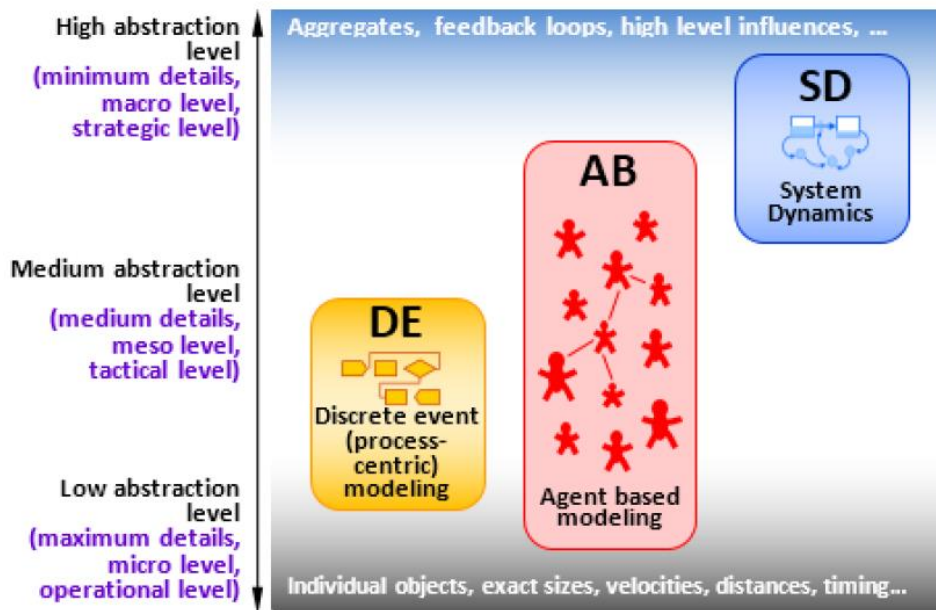 High abstraction
level
(minimum details,
macro level,
strategic level)
Medium abstraction
level
(medium details,
meso level,
tactical level)
Low abstraction
level
(maximum details,
micro level,
operational level)
Aggregates, feedback loops, high level influences, ...
DE
Discrete event
(process-
centric)
modeling
AB
Agent based
modeling
SD
System
Dynamics
Individual objects, exact sizes, velocities, distances, timing...